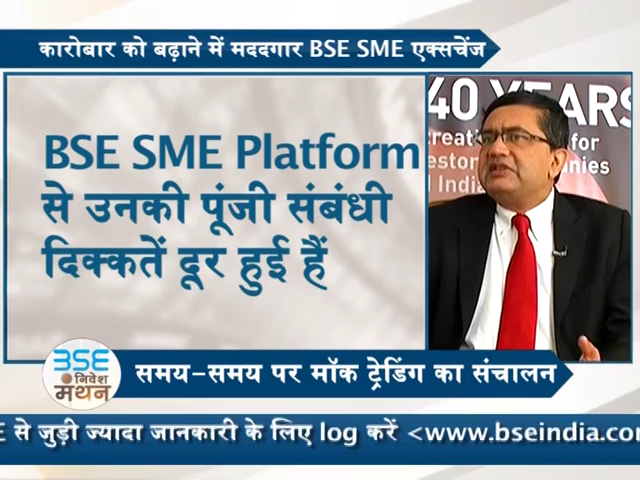 कारोबार को बढ़ाने में मददगार BSE SME एक्सचेंज
BSE SME Platform
से उनकी पूंजी संबंधी
दिक्कतें दूर हुई हैं
40 YEARS
BSE
निवेश
मंथन
समय-समय पर मॉक ट्रेडिंग का संचालन
से जुड़ी ज्यादा जानकारी के लिए log करें <www.bseindia.com